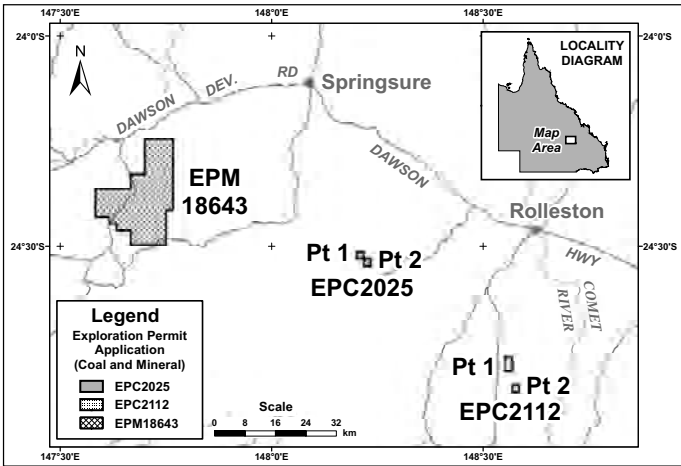 147°30'E
148°0'E
148°30'E
24°0'S
24°0'S
N
DAWSON DEV. RD
Springsure
LOCALITY
DIAGRAM
Map
Area
DAWSON
EPM
18643
Rolleston
HWY
24°30'S
24°30'S
Pt 1
Pt 2
EPC2025
COMET
RIVER
Pt 1
Pt 2
EPC2112
Legend
Exploration Permit
Application
(Coal and Mineral)
EPC2025
EPC2112
EPM18643
Scale
0 8 16 24 32
km
147°30'E
148°0'E
148°30'E